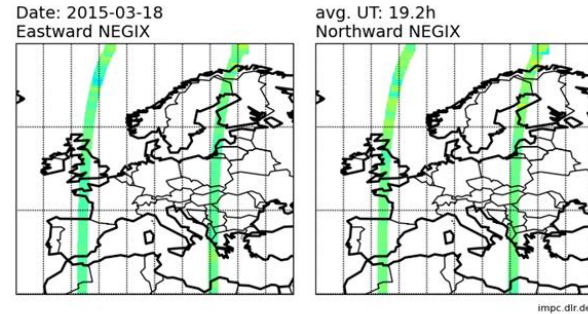 Date: 2015-03-18
Eastward NEGIX
avg. UT: 19.2h
Northward NEGIX
impc.dlr.de